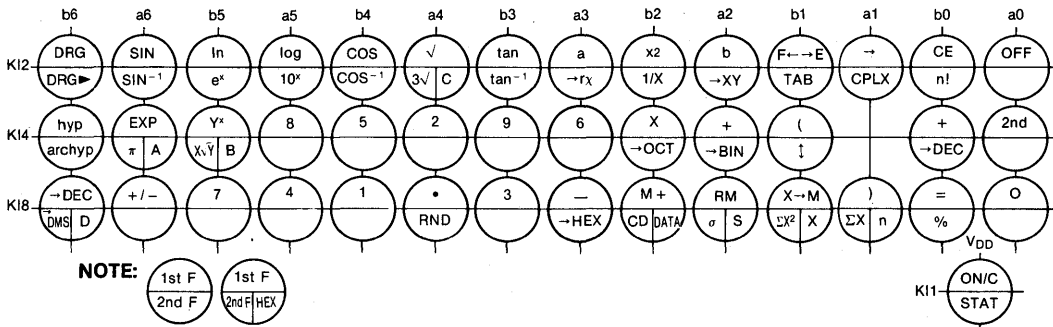 b6 a6 b5 a5 b4 a4 b3 a3 b2 a2 b1 a1 b0 a0
KI2 DRG SIN ln log COS √ tan a x2 b F←→E → CE OFF
DRG► SIN⁻¹ eˣ 10ˣ COS⁻¹ 3√ C tan⁻¹ →rχ 1/X →XY TAB CPLX n!
KI4 hyp EXP Yˣ 8 5 2 9 6 X + ( + 2nd
archyp π A X√Y B →OCT →BIN ↕ →DEC
KI8 →DEC +/− 7 4 1 • 3 — M+ RM X→M ) = O
→DMS D RND →HEX CD DATA σ S ΣX² X ΣX n %
VDD
NOTE: 1st F 1st F KI1 ON/C
2nd F 2nd F HEX STAT